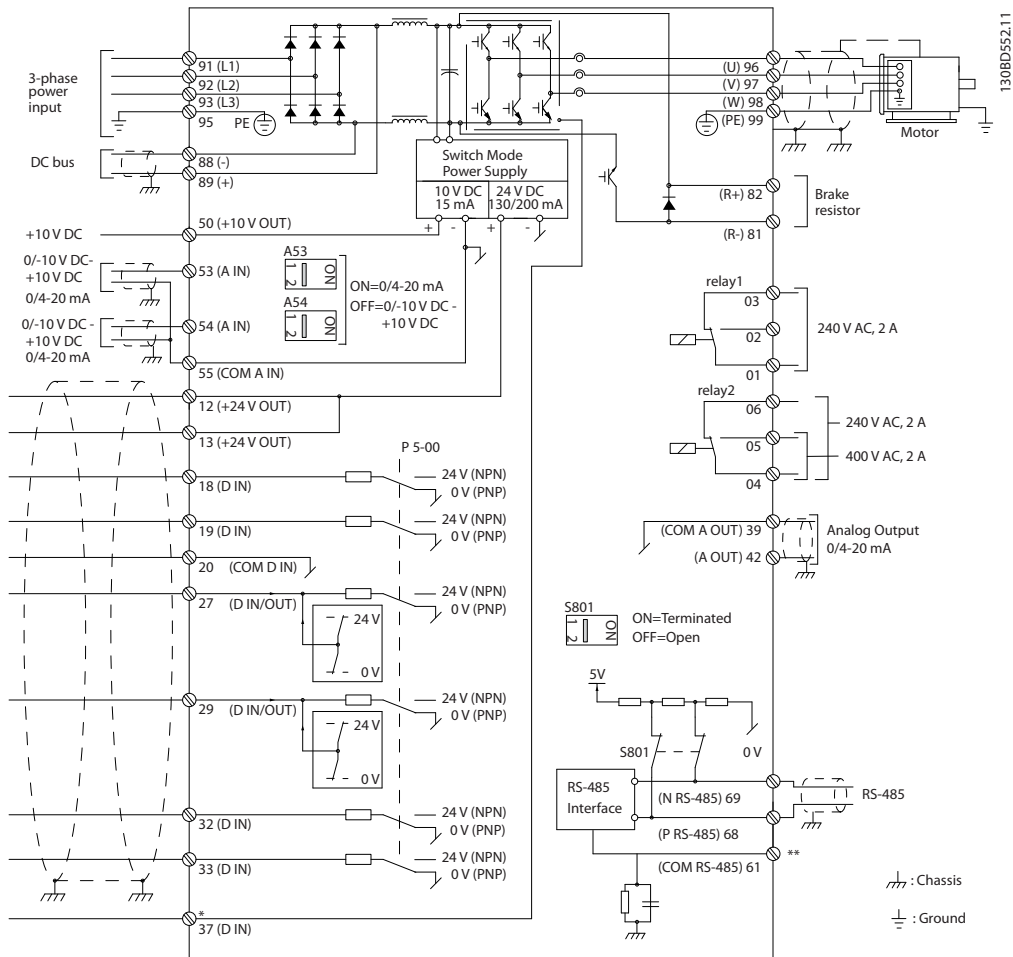 130BD552.11
3-phase
power
input
91 (L1)
92 (L2)
93 (L3)
95
PE
DC bus
88 (-)
89 (+)
Switch Mode
Power Supply
10 V DC
15 mA
24 V DC
130/200 mA
+ - + -
(U) 96
(V) 97
(W) 98
(PE) 99
Motor
(R+) 82
(R-) 81
Brake
resistor
+10 V DC
50 (+10 V OUT)
0/-10 V DC-
+10 V DC
0/4-20 mA
53 (A IN)
0/-10 V DC -
+10 V DC
0/4-20 mA
54 (A IN)
55 (COM A IN)
A53
1 2
ON
A54
1 2
ON
ON=0/4-20 mA
OFF=0/-10 V DC -
+10 V DC
relay1
03
02
01
240 V AC, 2 A
relay2
06
05
04
240 V AC, 2 A
400 V AC, 2 A
12 (+24 V OUT)
13 (+24 V OUT)
P 5-00
18 (D IN)
24 V (NPN)
0 V (PNP)
19 (D IN)
24 V (NPN)
0 V (PNP)
20 (COM D IN)
27 (D IN/OUT)
24 V (NPN)
0 V (PNP)
24 V
0 V
29 (D IN/OUT)
24 V (NPN)
0 V (PNP)
24 V
0 V
32 (D IN)
24 V (NPN)
0 V (PNP)
33 (D IN)
24 V (NPN)
0 V (PNP)
*
37 (D IN)
(COM A OUT) 39
(A OUT) 42
Analog Output
0/4-20 mA
S801
1 2
ON
ON=Terminated
OFF=Open
5V
S801
0 V
RS-485
Interface
(N RS-485) 69
(P RS-485) 68
(COM RS-485) 61
RS-485
**
: Chassis
: Ground